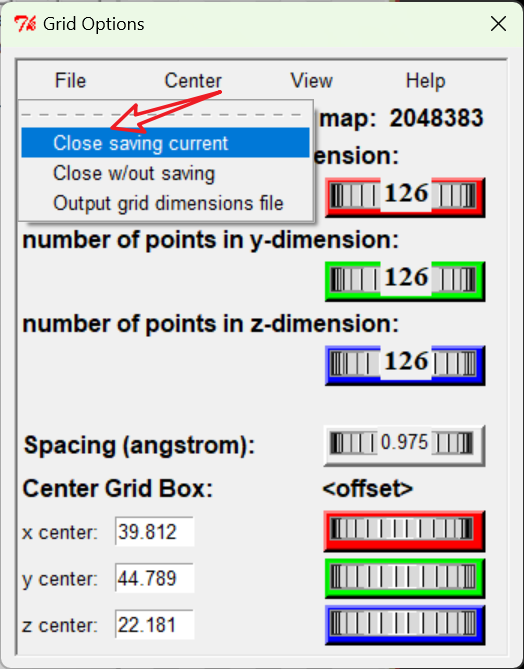 Grid Options
File Center View Help
map: 2048383
Close saving current
ension:
Close w/out saving
126
Output grid dimensions file
number of points in y-dimension:
126
number of points in z-dimension:
126
Spacing (angstrom): 0.975
Center Grid Box: <offset>
x center: 39.812
y center: 44.789
z center: 22.181